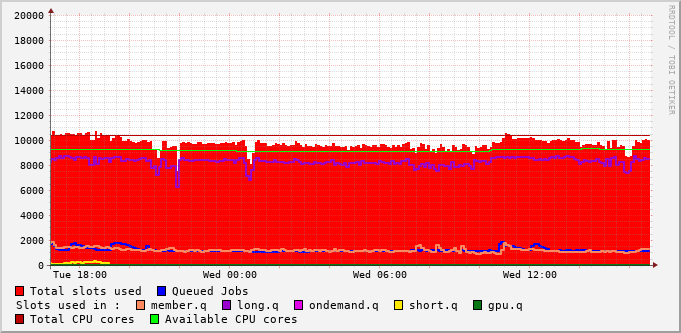 20000
18000
16000
14000
12000
10000
8000
6000
4000
2000
0
Tue 18:00 Wed 00:00 Wed 06:00 Wed 12:00
Total slots used Queued Jobs
Slots used in : member.q long.q ondemand.q short.q gpu.q
Total CPU cores Available CPU cores
RRDTOOL / TOBI OETIKER